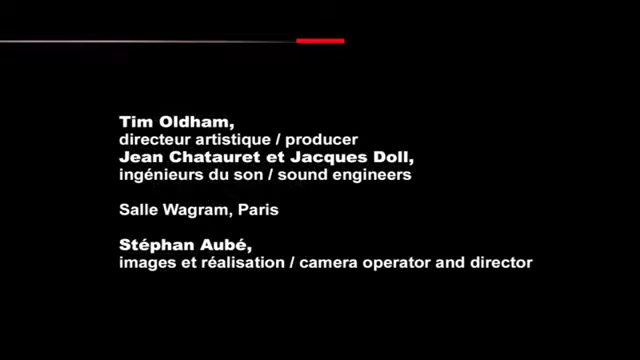 Tim Oldham,
directeur artistique / producer
Jean Chatauret et Jacques Doll,
ingénieurs du son / sound engineers
Salle Wagram, Paris
Stéphan Aubé,
images et réalisation / camera operator and director